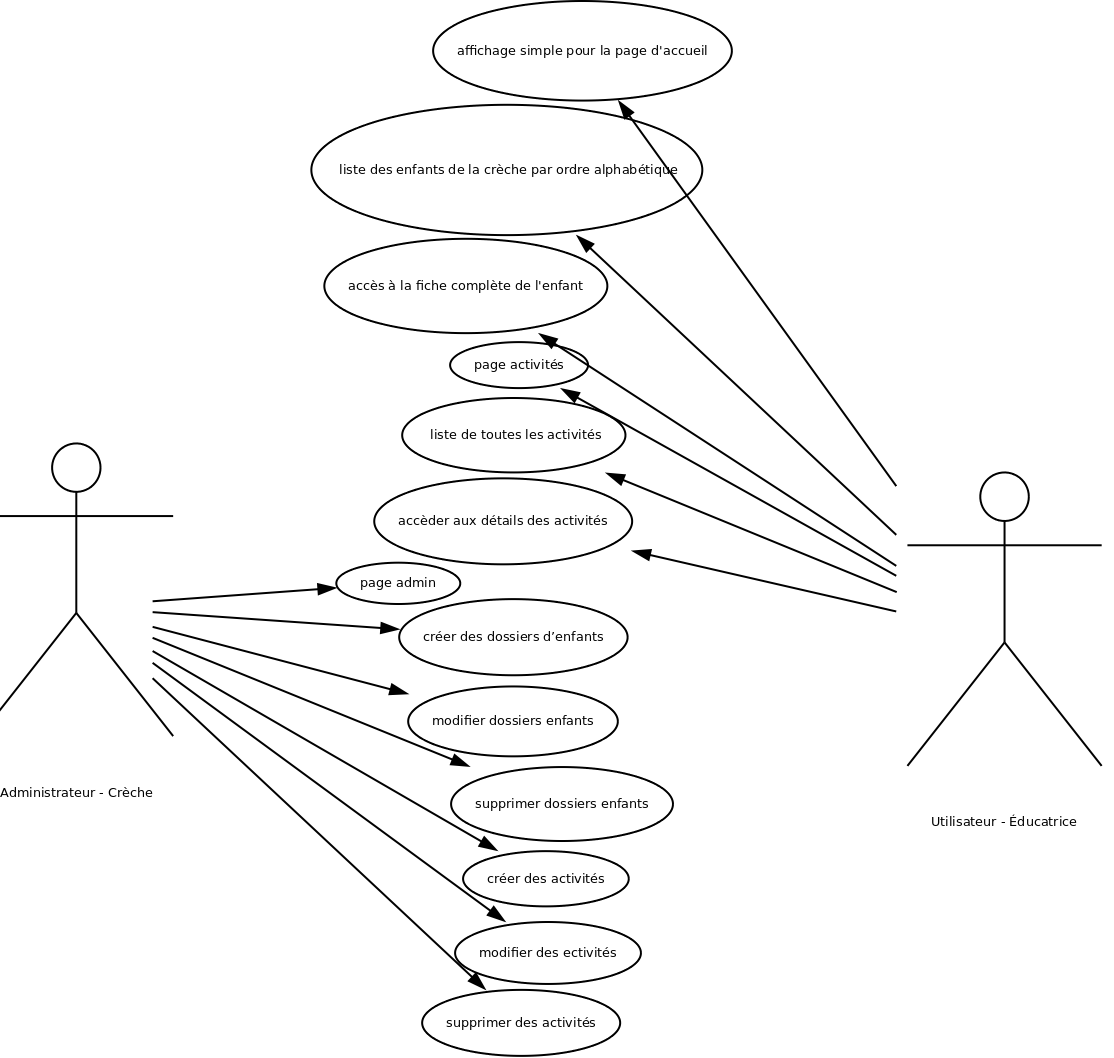 affichage simple pour la page d'accueil
liste des enfants de la crèche par ordre alphabétique
accès à la fiche complète de l'enfant
page activités
liste de toutes les activités
accèder aux détails des activités
page admin
créer des dossiers d’enfants
modifier dossiers enfants
supprimer dossiers enfants
créer des activités
modifier des ectivités
supprimer des activités
Administrateur - Crèche
Utilisateur - Éducatrice